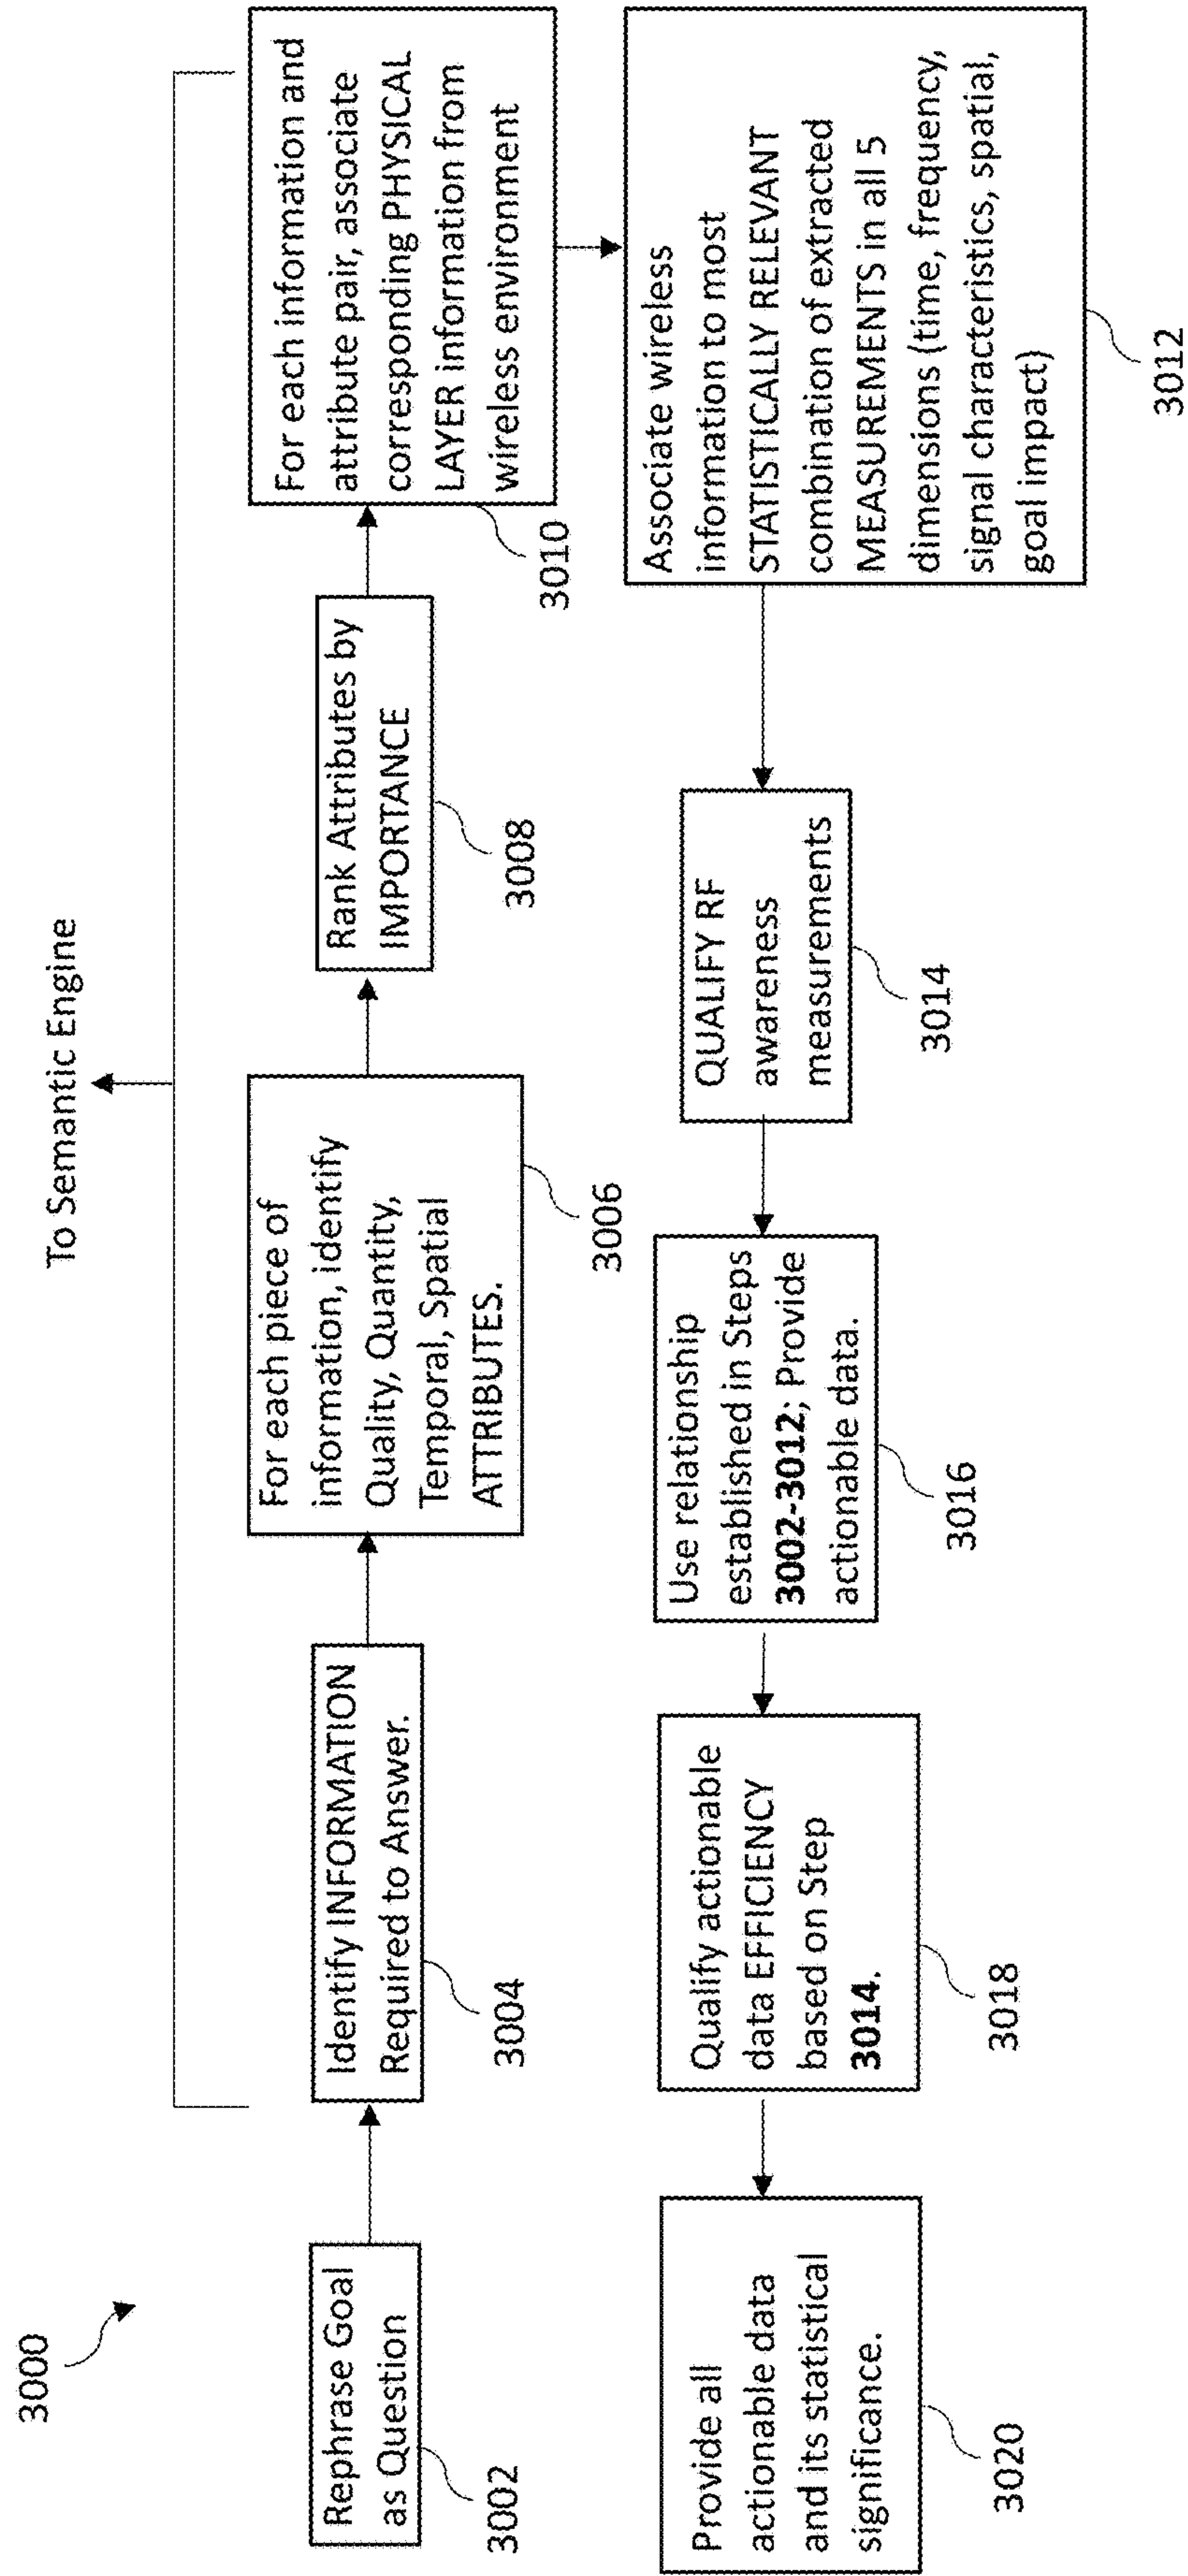 3000
To Semantic Engine
Rephrase Goal
as Question
3002
Identify INFORMATION
Required to Answer.
3004
For each piece of
information, identify
Quality, Quantity,
Temporal, Spatial
ATTRIBUTES.
3006
Rank Attributes by
IMPORTANCE
3008
For each information and
attribute pair, associate
corresponding PHYSICAL
LAYER information from
wireless environment
3010
Associate wireless
information to most
STATISTICALLY RELEVANT
combination of extracted
MEASUREMENTS in all 5
dimensions (time, frequency,
signal characteristics, spatial,
goal impact)
3012
QUALIFY RF
awareness
measurements
3014
Use relationship
established in Steps
3002-3012; Provide
actionable data.
3016
Qualify actionable
data EFFICIENCY
based on Step
3014.
3018
Provide all
actionable data
and its statistical
significance.
3020